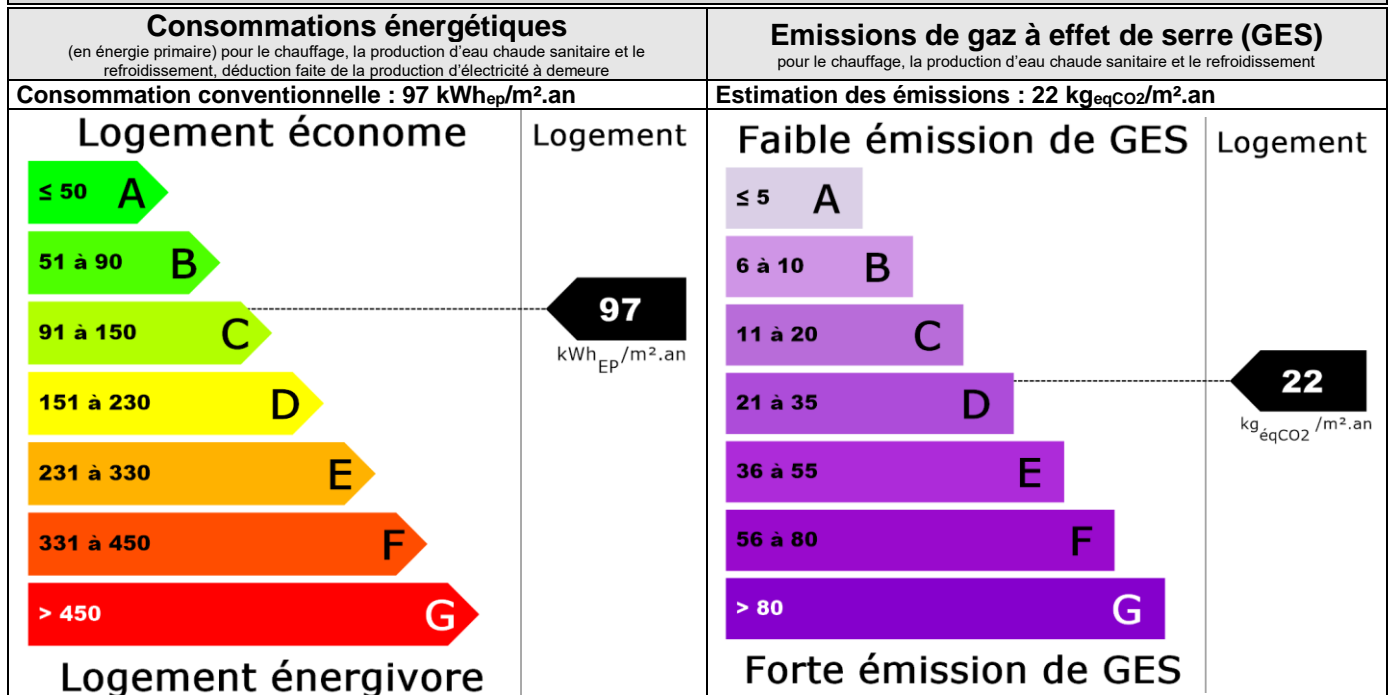 Consommations énergétiques
(en énergie primaire) pour le chauffage, la production d'eau chaude sanitaire et le
refroidissement, déduction faite de la production d'électricité à demeure
Consommation conventionnelle : 97 kWhep/m².an
Logement économe
Logement
≤ 50 A
51 à 90 B
91 à 150 C
151 à 230 D
231 à 330 E
331 à 450 F
> 450 G
97
kWhEP/m².an
Logement énergivore
Emissions de gaz à effet de serre (GES)
pour le chauffage, la production d'eau chaude sanitaire et le refroidissement
Estimation des émissions : 22 kgeqCO2/m².an
Faible émission de GES
Logement
≤ 5 A
6 à 10 B
11 à 20 C
21 à 35 D
36 à 55 E
56 à 80 F
> 80 G
22
kgéqCO2 /m².an
Forte émission de GES